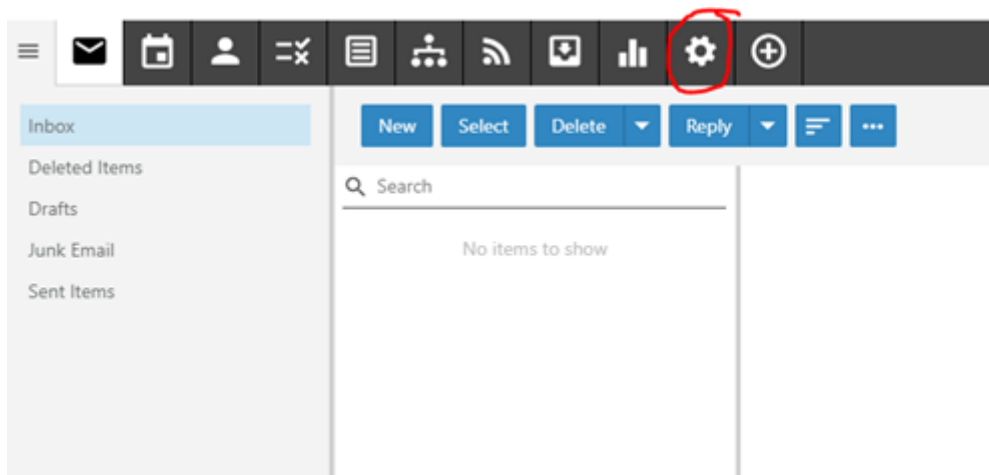 New Select Delete Reply
Inbox
Deleted Items
Drafts
Junk Email
Sent Items
Search
No items to show